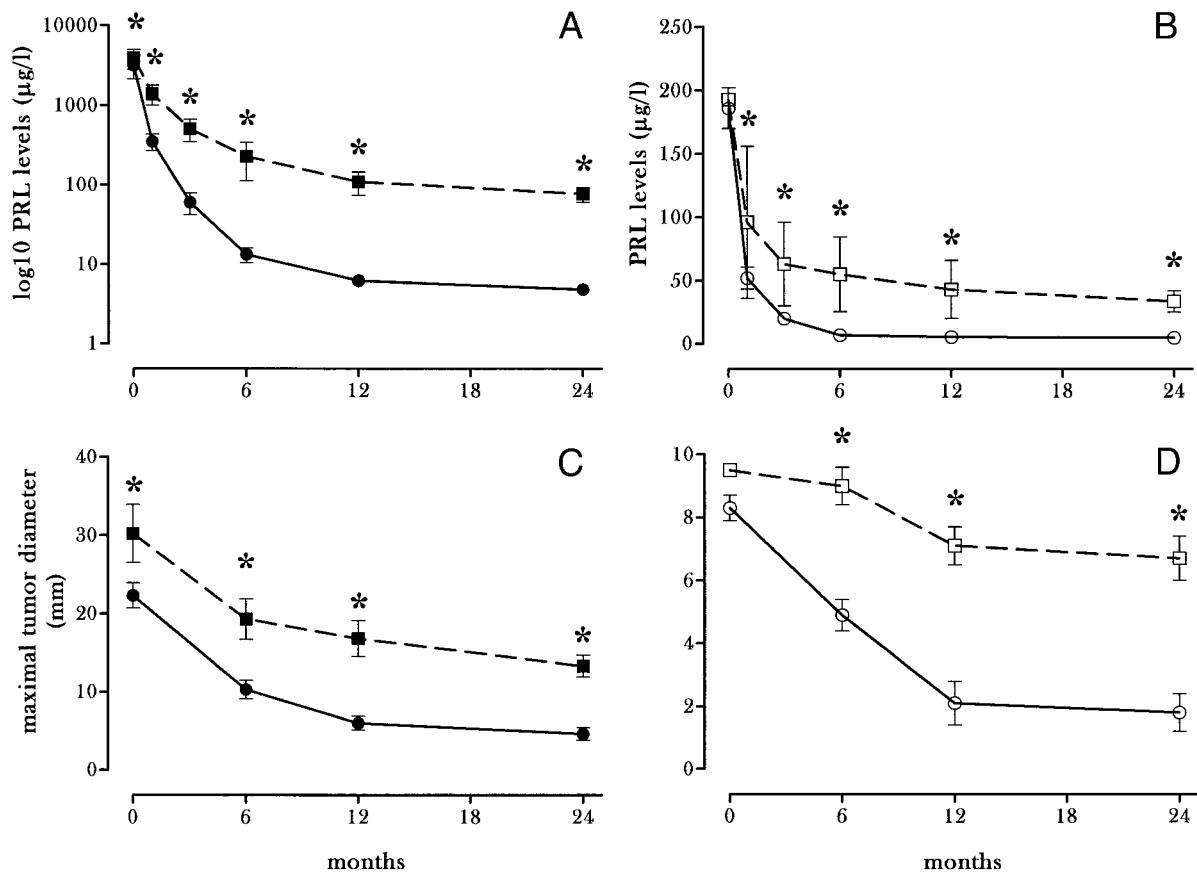 A
log10 PRL levels (μg/l)
10000
1000
100
10
1
0 6 12 18 24
* * * * * *
B
PRL levels (μg/l)
250
200
150
100
50
0
0 6 12 18 24
* * * * *
C
maximal tumor diameter
(mm)
40
30
20
10
0
0 6 12 18 24
months
* * * *
D
10
8
6
4
2
0
0 6 12 18 24
months
* * *